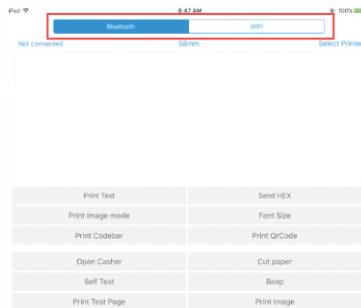 iPad 8:47 AM 100%
Bluetooth WIFI
Not connected 58mm Select Printer
Print Text Send HEX
Print Image mode Font Size
Print Codebar Print QrCode
Open Casher Cut paper
Self Test Beep
Print Test Page Print Image